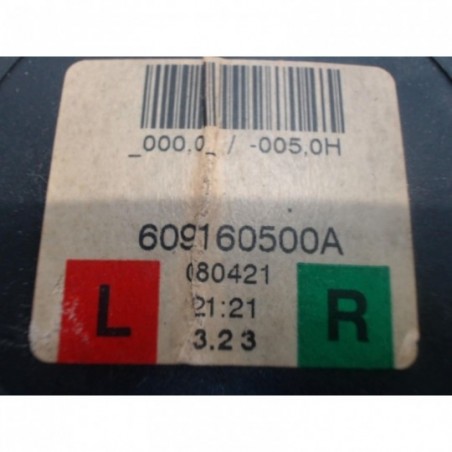 _000,0_ / -005,0H
609160500A
080421
21:21
L
R
3.23